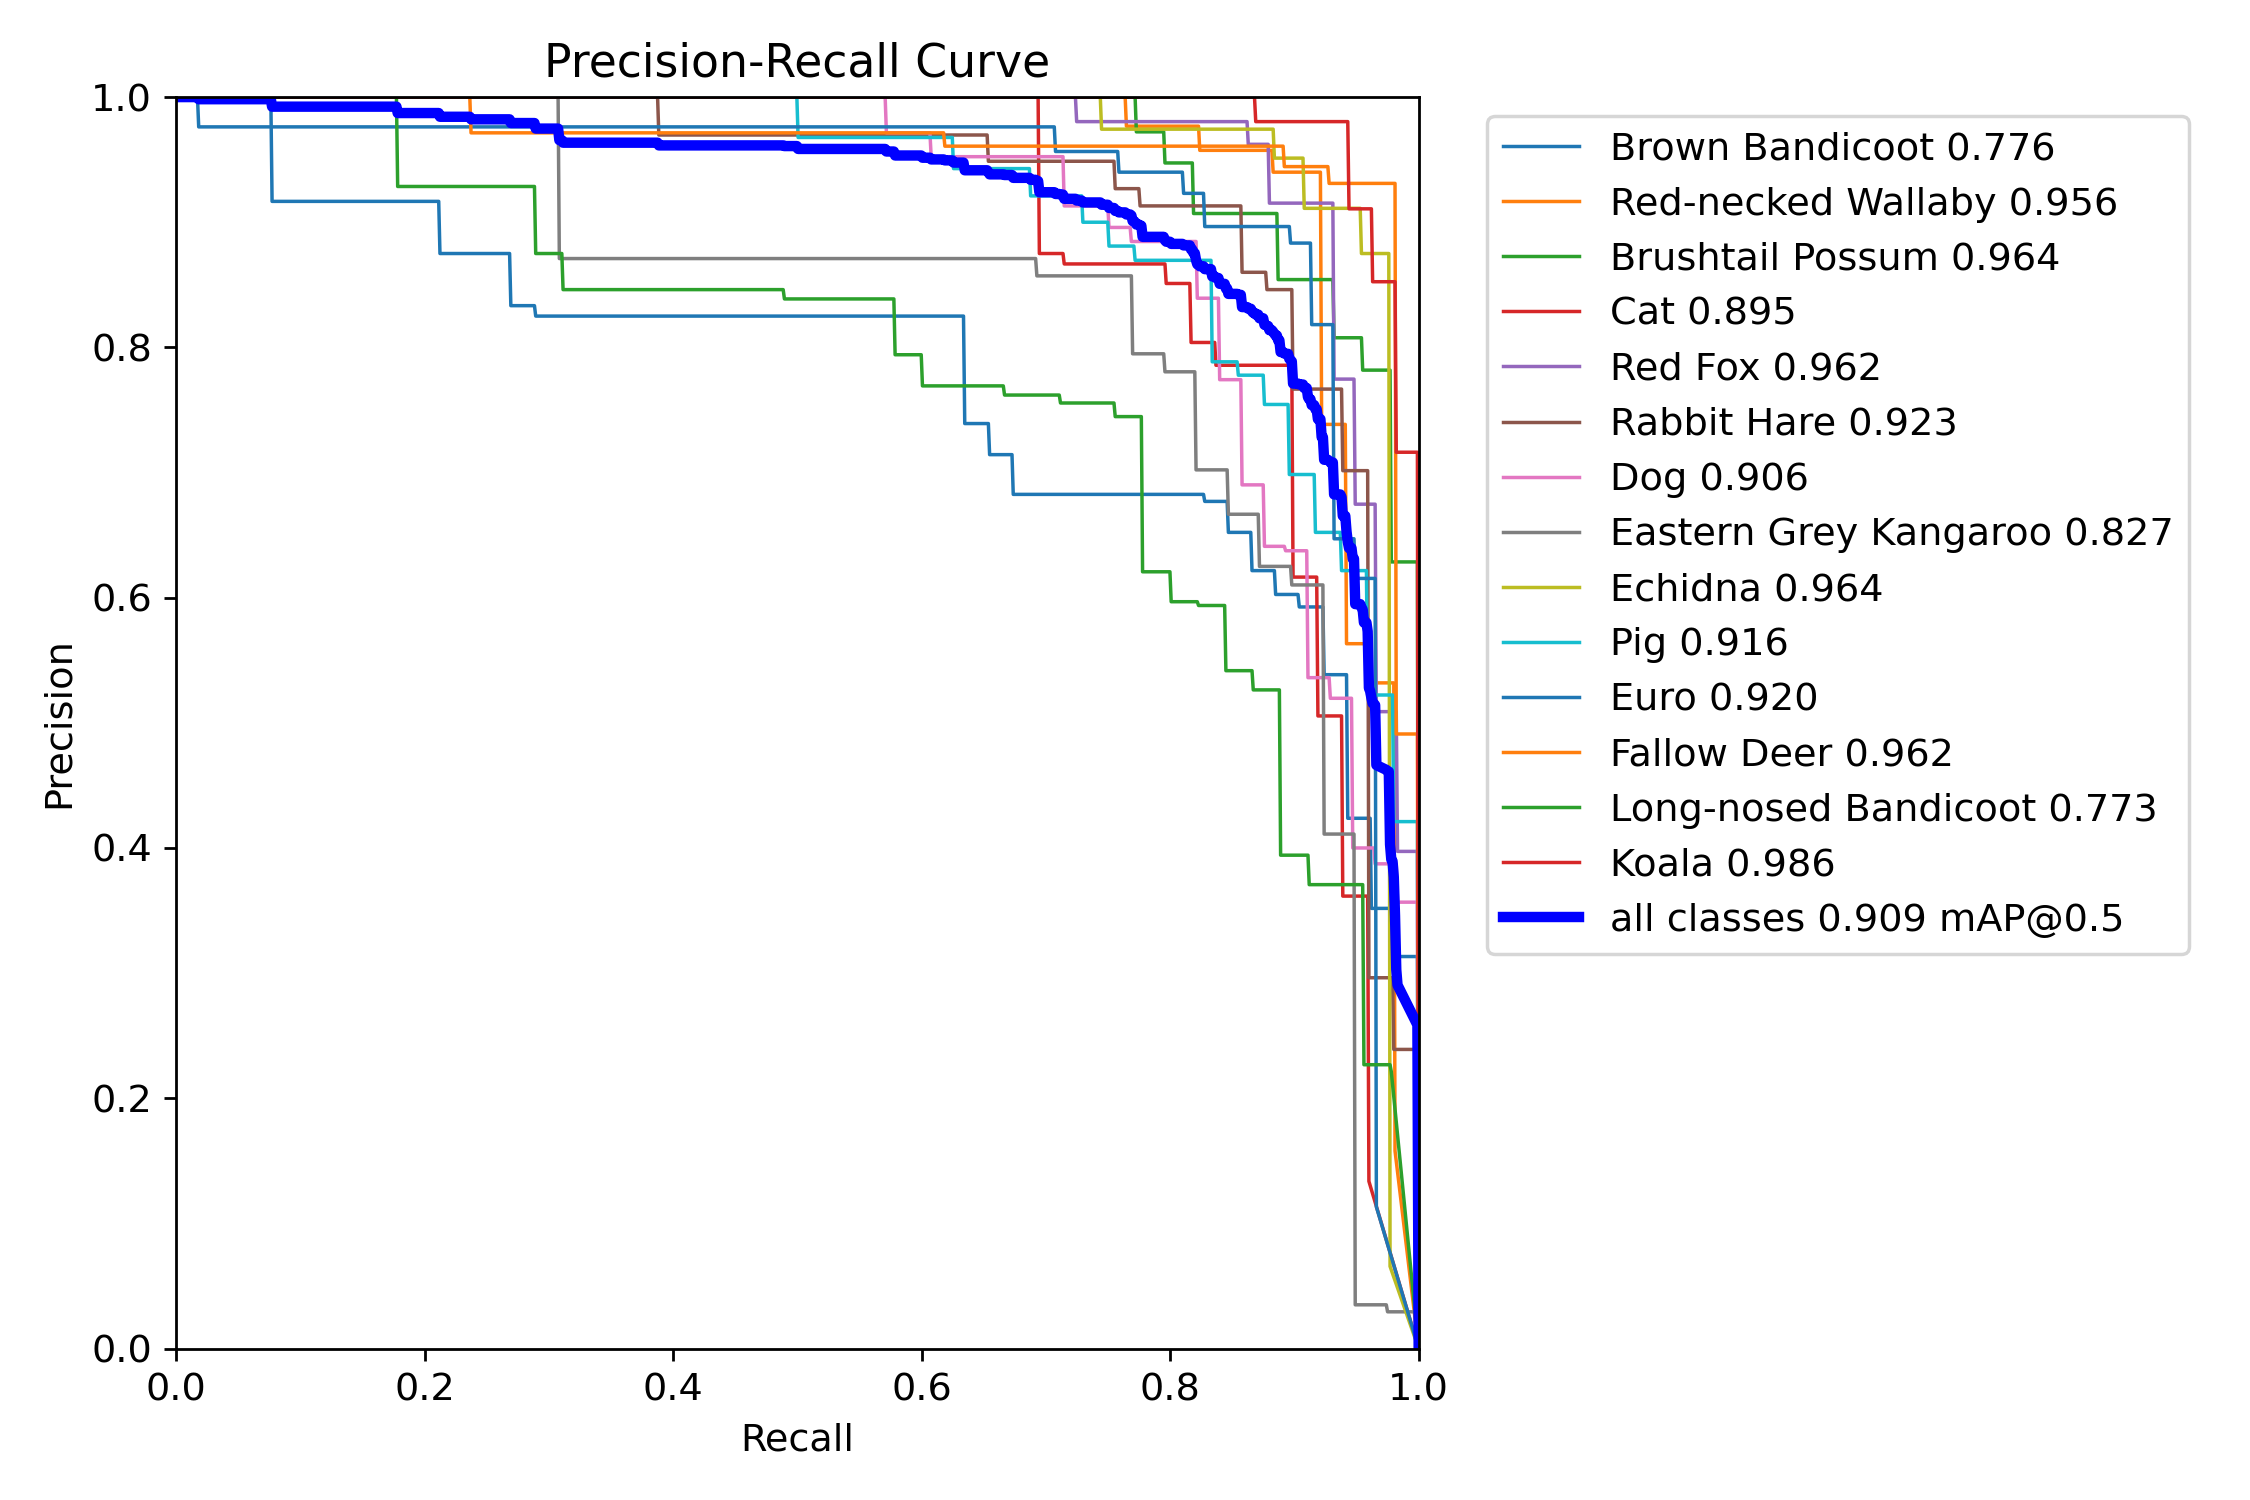 Precision-Recall Curve
1.0
0.8
0.6
0.4
0.2
0.0
Precision
0.0 0.2 0.4 0.6 0.8 1.0
Recall
Brown Bandicoot 0.776
Red-necked Wallaby 0.956
Brushtail Possum 0.964
Cat 0.895
Red Fox 0.962
Rabbit Hare 0.923
Dog 0.906
Eastern Grey Kangaroo 0.827
Echidna 0.964
Pig 0.916
Euro 0.920
Fallow Deer 0.962
Long-nosed Bandicoot 0.773
Koala 0.986
all classes 0.909 mAP@0.5